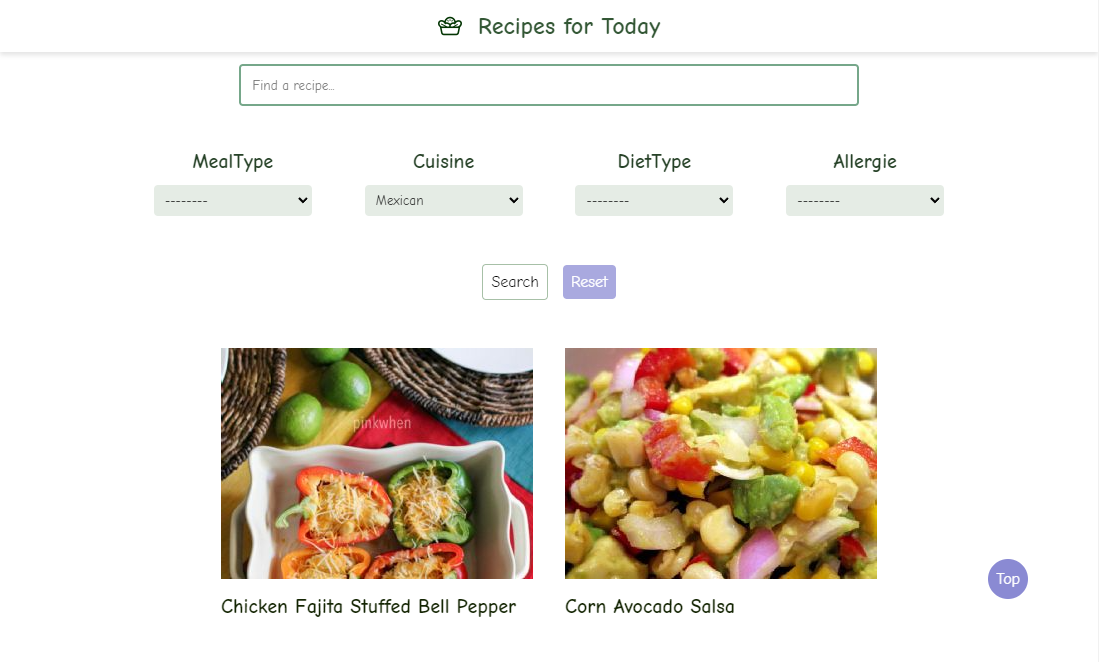 Recipes for Today
Find a recipe...
MealType
Cuisine
DietType
Allergie
--------
Mexican
--------
--------
Search
Reset
pinkwhen
Chicken Fajita Stuffed Bell Pepper
Corn Avocado Salsa
Top